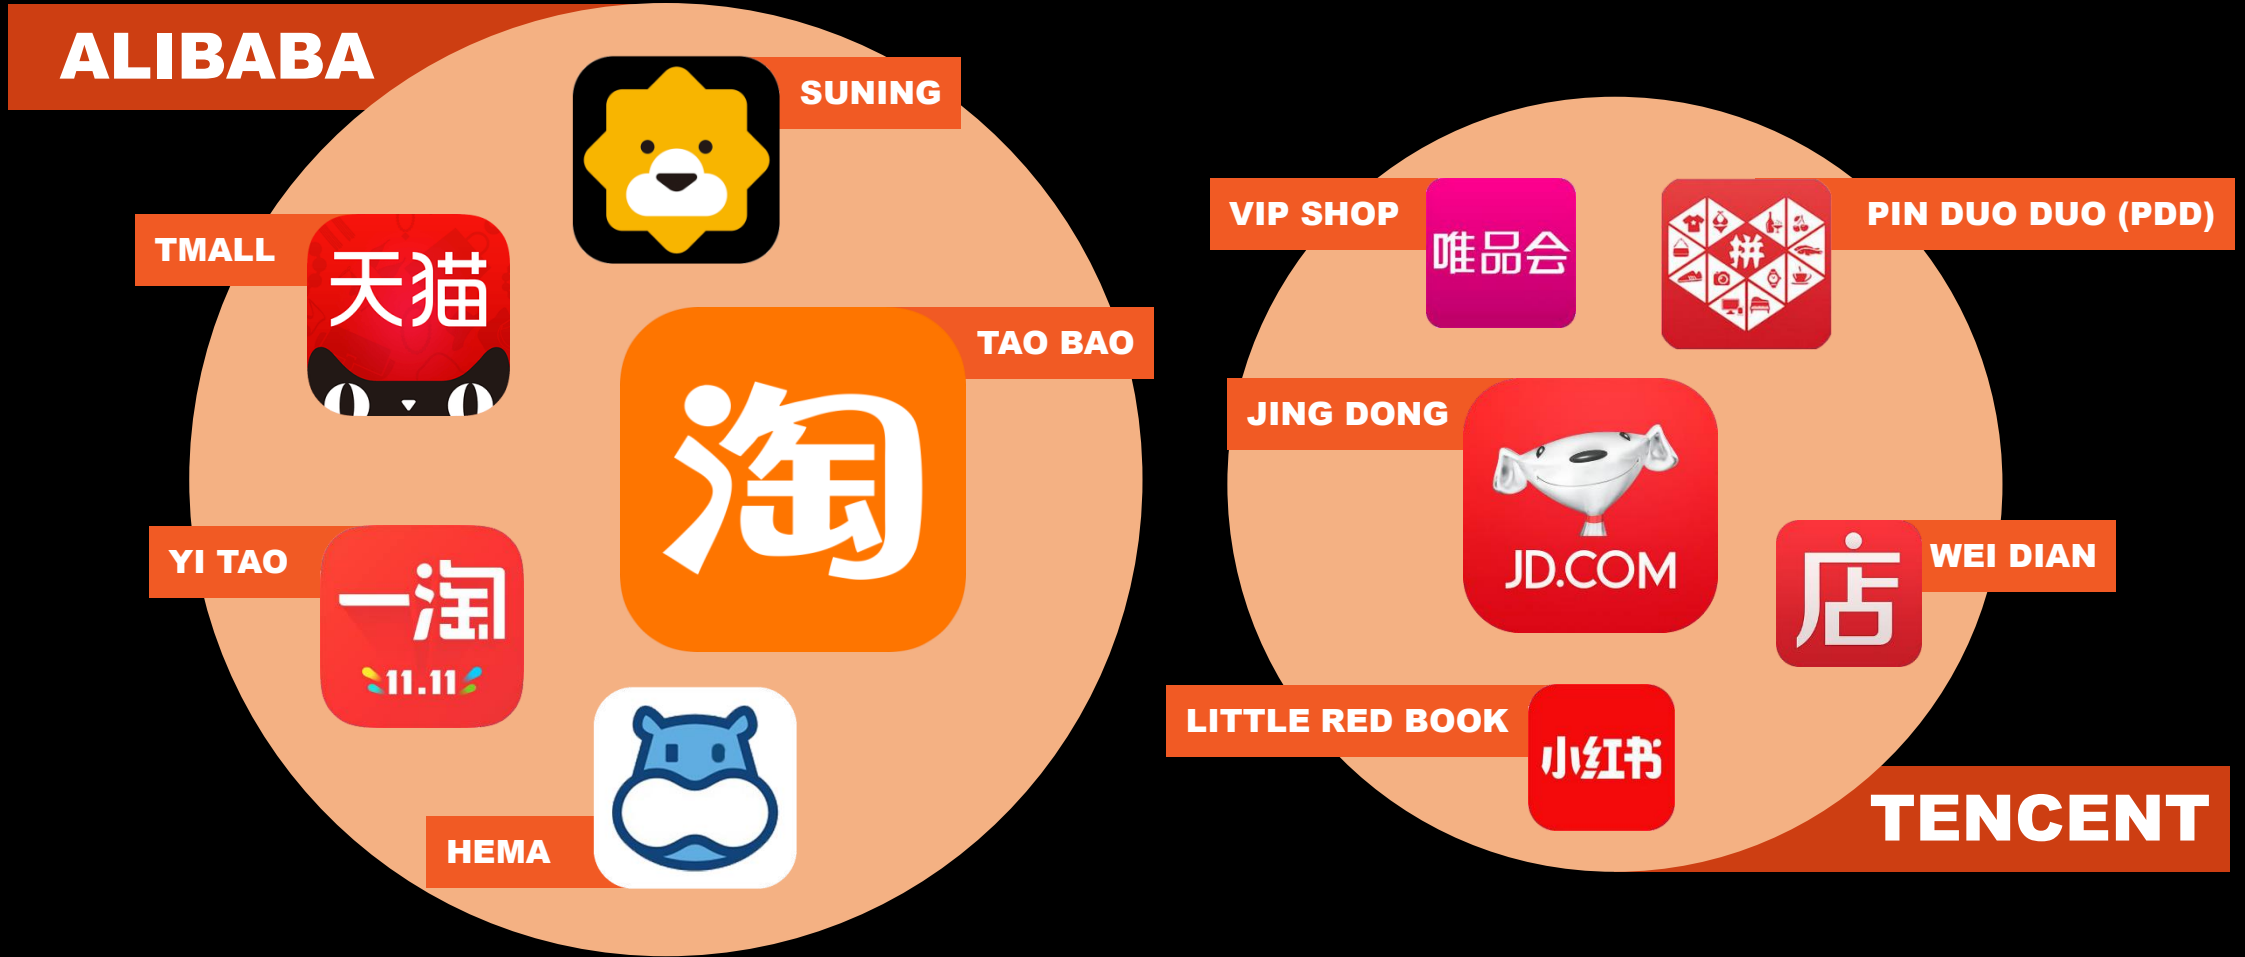 ALIBABA
SUNING
TMALL
天猫
TAO BAO
淘
YI TAO
一淘
11.11
HEMA
VIP SHOP
唯品会
PIN DUO DUO (PDD)
拼
JING DONG
JD.COM
WEI DIAN
店
LITTLE RED BOOK
小红书
TENCENT